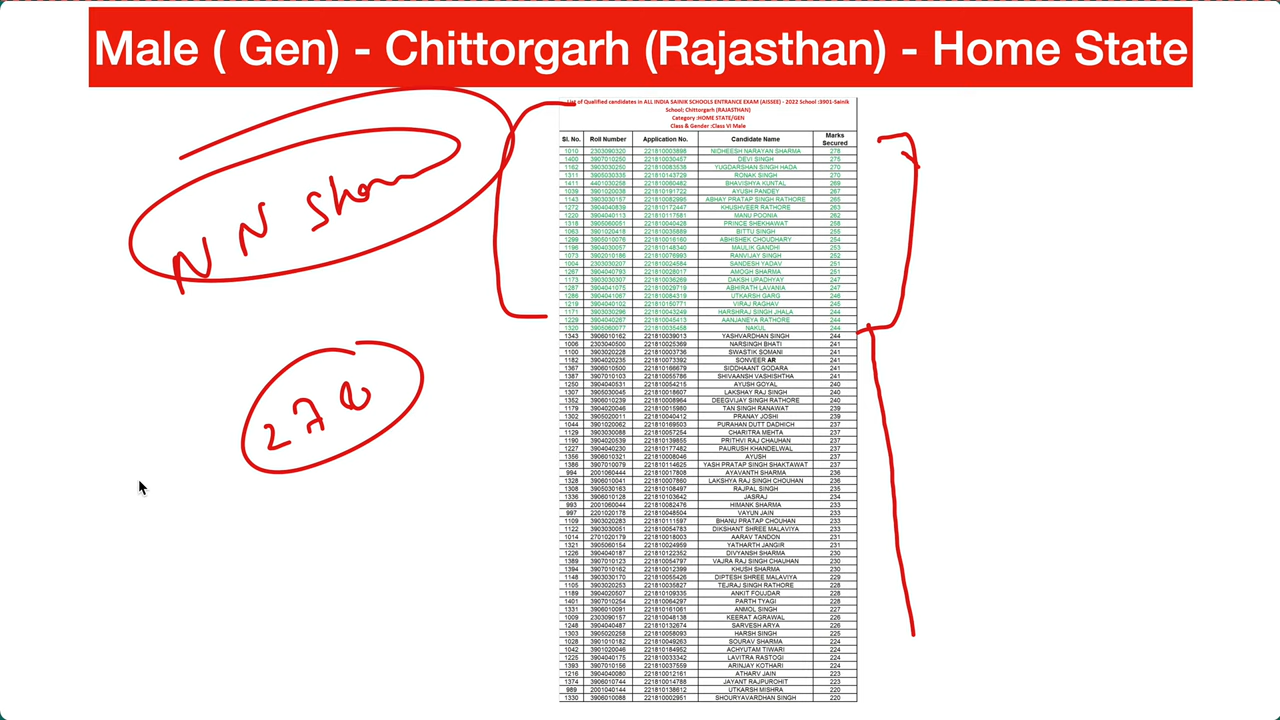 Male ( Gen) - Chittorgarh (Rajasthan) - Home State
List of Qualified candidates in ALL INDIA SAINIK SCHOOLS ENTRANCE EXAM (AISSEE) - 2022 School :3901-Sainik
School; Chittorgarh (RAJASTHAN)
Category :HOME STATE/GEN
Class & Gender :Class VI Male
Sl. No. Roll Number Application No. Candidate Name Marks Secured
1010 2303090320 221810003898 NIDHEESH NARAYAN SHARMA 278
1400 3907010250 221810030457 DEVI SINGH 275
1162 3903030250 221810083538 YUGDARSHAN SINGH HADA 270
1311 3905030335 221810143729 RONAK SINGH 270
1411 4401030258 221810060482 BHAVISHYA KUNTAL 269
1039 3901020038 221810191722 AYUSH PANDEY 267
1143 3903030157 221810082995 ABHAY PRATAP SINGH RATHORE 265
1272 3904040839 221810172447 KHUSHVEER RATHORE 263
1220 3904040113 221810117581 MANU POONIA 262
1318 3905060051 221810040428 PRINCE SHEKHAWAT 258
1063 3901020418 221810035889 BITTU SINGH 255
1299 3905010076 221810016160 ABHISHEK CHOUDHARY 254
1196 3904030057 221810148340 MAULIK GANDHI 253
1073 3902010186 221810076993 RANVIJAY SINGH 252
1004 2303030207 221810024584 SANDESH YADAV 251
1267 3904040793 221810028017 AMOGH SHARMA 251
1173 3903030307 221810036269 DAKSH UPADHYAY 247
1287 3904041075 221810029719 ABHIRATH LAVANIA 247
1286 3904041067 221810084319 UTKARSH GARG 246
1219 3904040102 221810150771 VIRAJ RAGHAV 245
1171 3903030296 221810043249 HARSHRAJ SINGH JHALA 244
1229 3904040267 221810045413 AANJANEYA RATHORE 244
1320 3905060077 221810035458 NAKUL 244
1343 3906010162 221810039013 YASHVARDHAN SINGH 244
1006 2303040500 221810025369 NARSINGH BHATI 241
1100 3903020228 221810003736 SWASTIK SOMANI 241
1182 3904020235 221810073392 SONVEER AR 241
1367 3906010500 221810166679 SIDDHAANT GODARA 241
1387 3907010103 221810055786 SHIVAANSH VASHISHTHA 241
1250 3904040531 221810054215 AYUSH GOYAL 240
1307 3905030045 221810018607 LAKSHAY RAJ SINGH 240
1352 3906010239 221810008964 DEEGVIJAY SINGH RATHORE 240
1179 3904020046 221810015980 TAN SINGH RANAWAT 239
1302 3905020011 221810040412 PRANAY JOSHI 239
1044 3901020062 221810169503 PURAHAN DUTT DADHICH 237
1129 3903030088 221810057254 CHARITRA MEHTA 237
1190 3904020539 221810139855 PRITHVI RAJ CHAUHAN 237
1227 3904040230 221810177482 PAURUSH KHANDELWAL 237
1356 3906010321 221810008046 AYUSH 237
1386 3907010079 221810114625 YASH PRATAP SINGH SHAKTAWAT 237
994 2001060444 221810017808 AYAVANTH SHARMA 236
1328 3906010041 221810007860 LAKSHYA RAJ SINGH CHOUHAN 236
1308 3905030163 221810108497 RAJPAL SINGH 235
1336 3906010128 221810103642 JASRAJ 234
993 2001060044 221810082476 HIMANK SHARMA 233
997 2201020178 221810048504 VAYUN JAIN 233
1109 3903020283 221810111597 BHANU PRATAP CHOUHAN 233
1122 3903030051 221810054783 DIKSHANT SHREE MALAVIYA 233
1014 2701020179 221810018003 AARAV TANDON 231
1321 3905060154 221810024959 YATHARTH JANGIR 231
1226 3904040187 221810122352 DIVYANSH SHARMA 230
1389 3907010123 221810054797 VAJRA RAJ SINGH CHAUHAN 230
1394 3907010162 221810012399 KHUSH SHARMA 230
1148 3903030170 221810055426 DIPTESH SHREE MALAVIYA 229
1105 3903020253 221810035827 TEJRAJ SINGH RATHORE 228
1189 3904020507 221810109335 ANKIT FOUJDAR 228
1401 3907010254 221810064297 PARTH TYAGI 228
1331 3906010091 221810161061 ANMOL SINGH 227
1009 2303090157 221810048138 KEERAT AGRAWAL 226
1248 3904040487 221810132674 SARVESH ARYA 226
1303 3905020258 221810058093 HARSH SINGH 225
1028 3901010182 221810049263 SOURAV SHARMA 224
1042 3901020046 221810184952 ACHYUTAM TIWARI 224
1225 3904040175 221810033342 LAVITRA RASTOGI 224
1393 3907010156 221810037559 ARINJAY KOTHARI 224
1216 3904040080 221810012161 ATHARV JAIN 223
1374 3906010744 221810014788 JAYANT RAJPUROHIT 223
989 2001040144 221810138612 UTKARSH MISHRA 220
1330 3906010088 221810002951 SHOURYAVARDHAN SINGH 220
N N Sharma
278